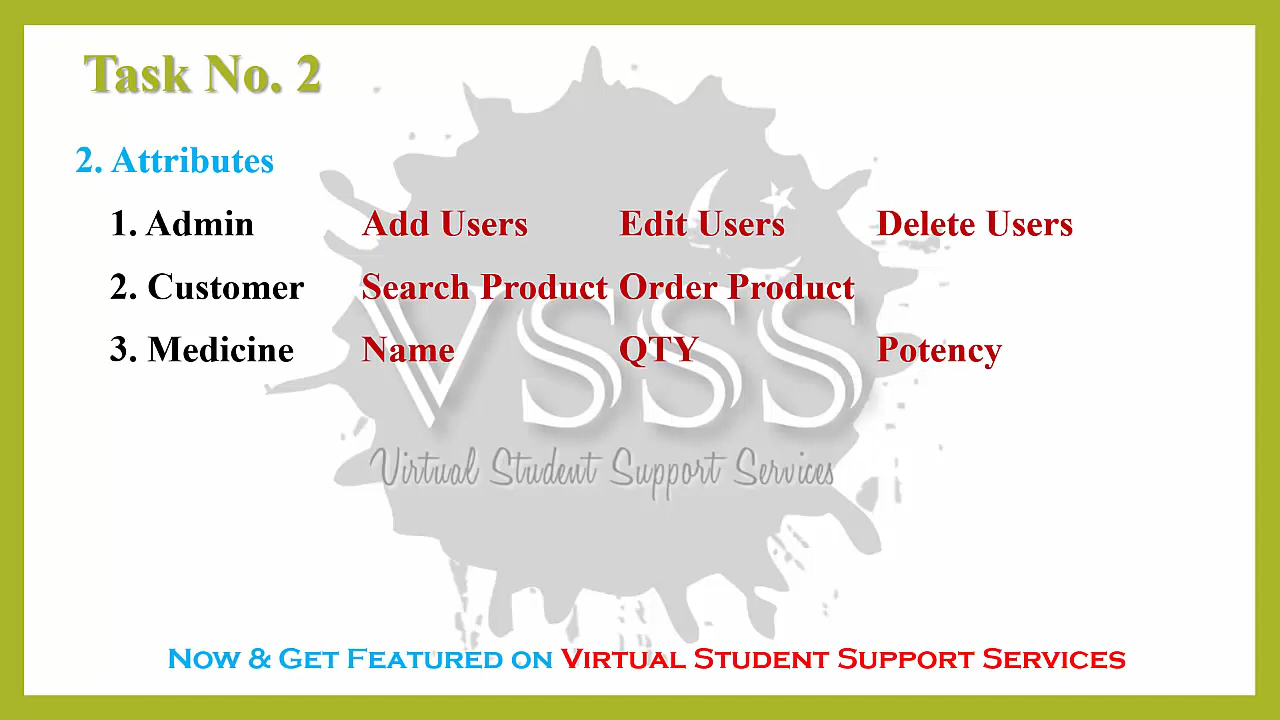 Task No. 2
2. Attributes
1. Admin Add Users Edit Users Delete Users
2. Customer Search Product Order Product
3. Medicine Name QTY Potency
VSSS
Virtual Student Support Services
Now & Get Featured on Virtual Student Support Services